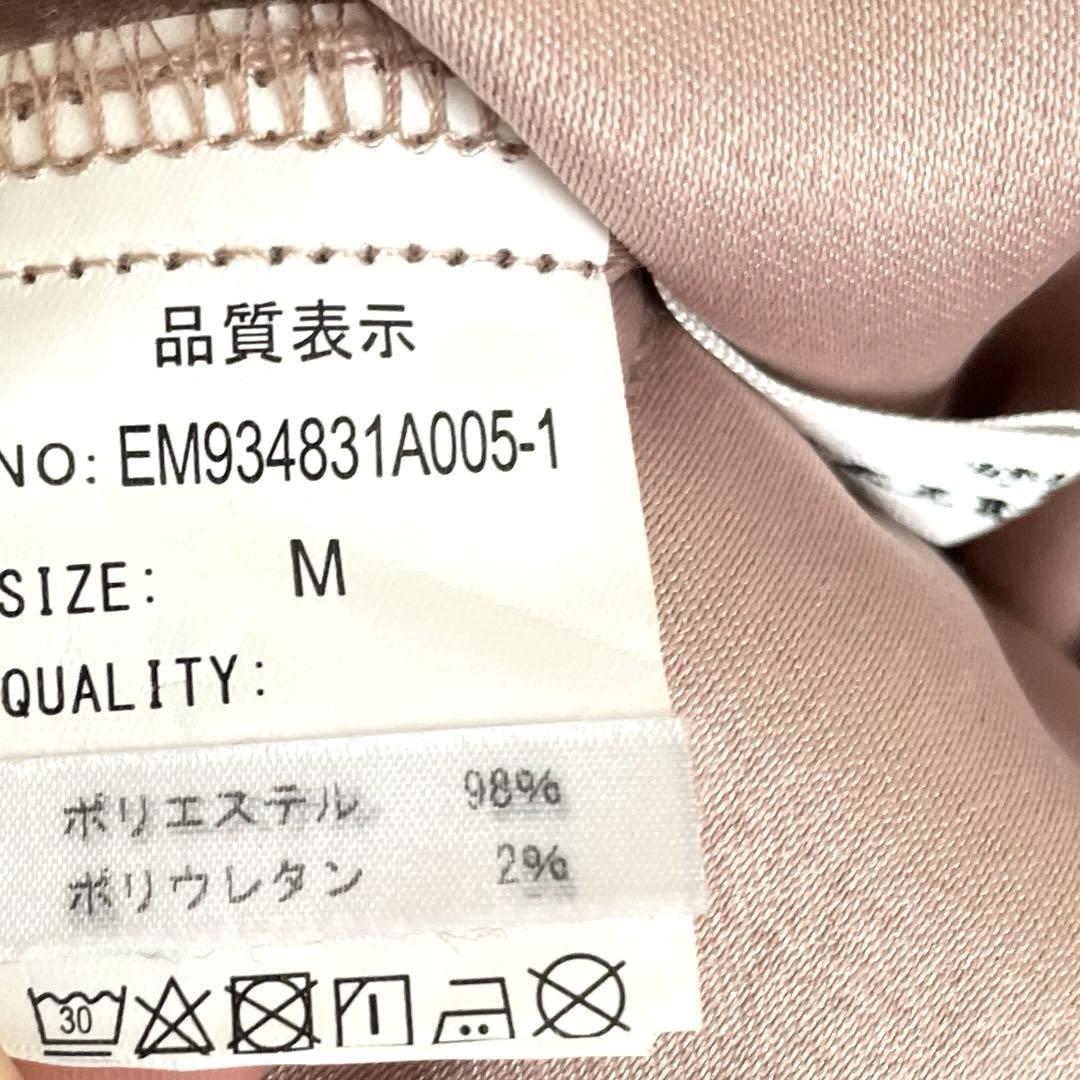 品質表示
NO: EM934831A005-1
SIZE: M
QUALITY:
ポリエステル 98%
ポリウレタン 2%
30